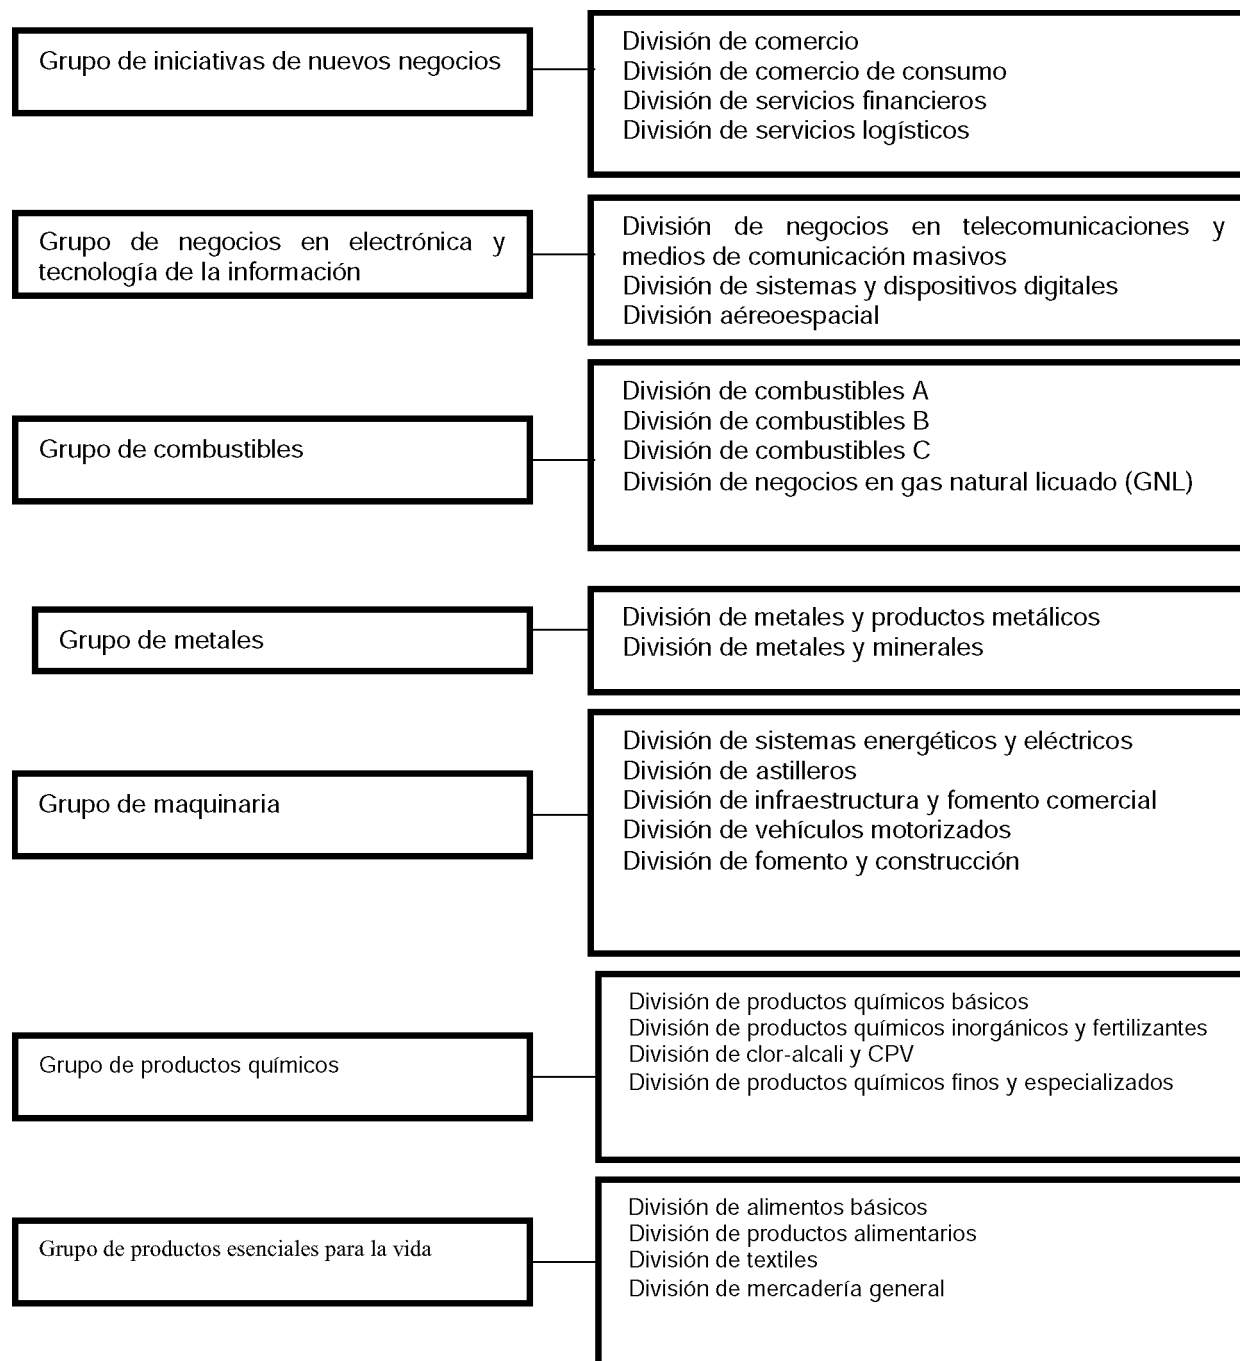 Grupo de iniciativas de nuevos negocios
División de comercio
División de comercio de consumo
División de servicios financieros
División de servicios logísticos
Grupo de negocios en electrónica y
tecnología de la información
División de negocios en telecomunicaciones y
medios de comunicación masivos
División de sistemas y dispositivos digitales
División aéreoespacial
Grupo de combustibles
División de combustibles A
División de combustibles B
División de combustibles C
División de negocios en gas natural licuado (GNL)
Grupo de metales
División de metales y productos metálicos
División de metales y minerales
Grupo de maquinaria
División de sistemas energéticos y eléctricos
División de astilleros
División de infraestructura y fomento comercial
División de vehículos motorizados
División de fomento y construcción
Grupo de productos químicos
División de productos químicos básicos
División de productos químicos inorgánicos y fertilizantes
División de clor-alcali y CPV
División de productos químicos finos y especializados
Grupo de productos esenciales para la vida
División de alimentos básicos
División de productos alimentarios
División de textiles
División de mercadería general